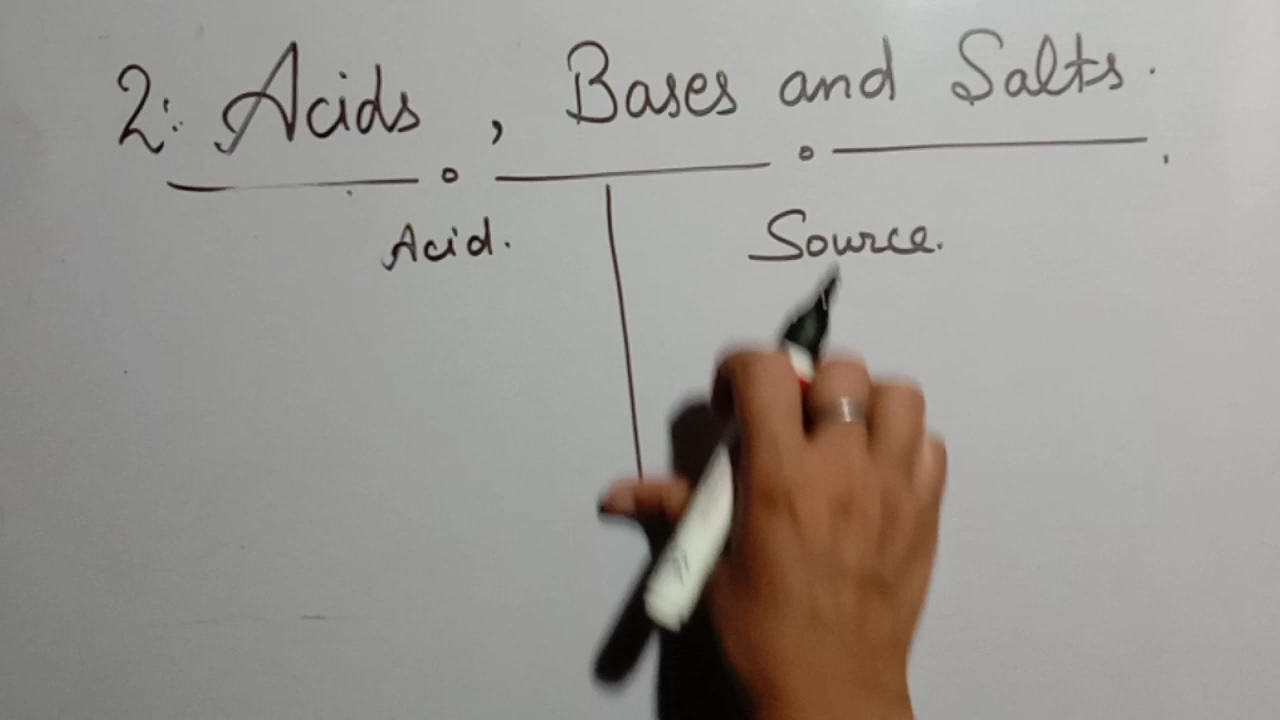 2: Acids, Bases and Salts.
Acid. Source.